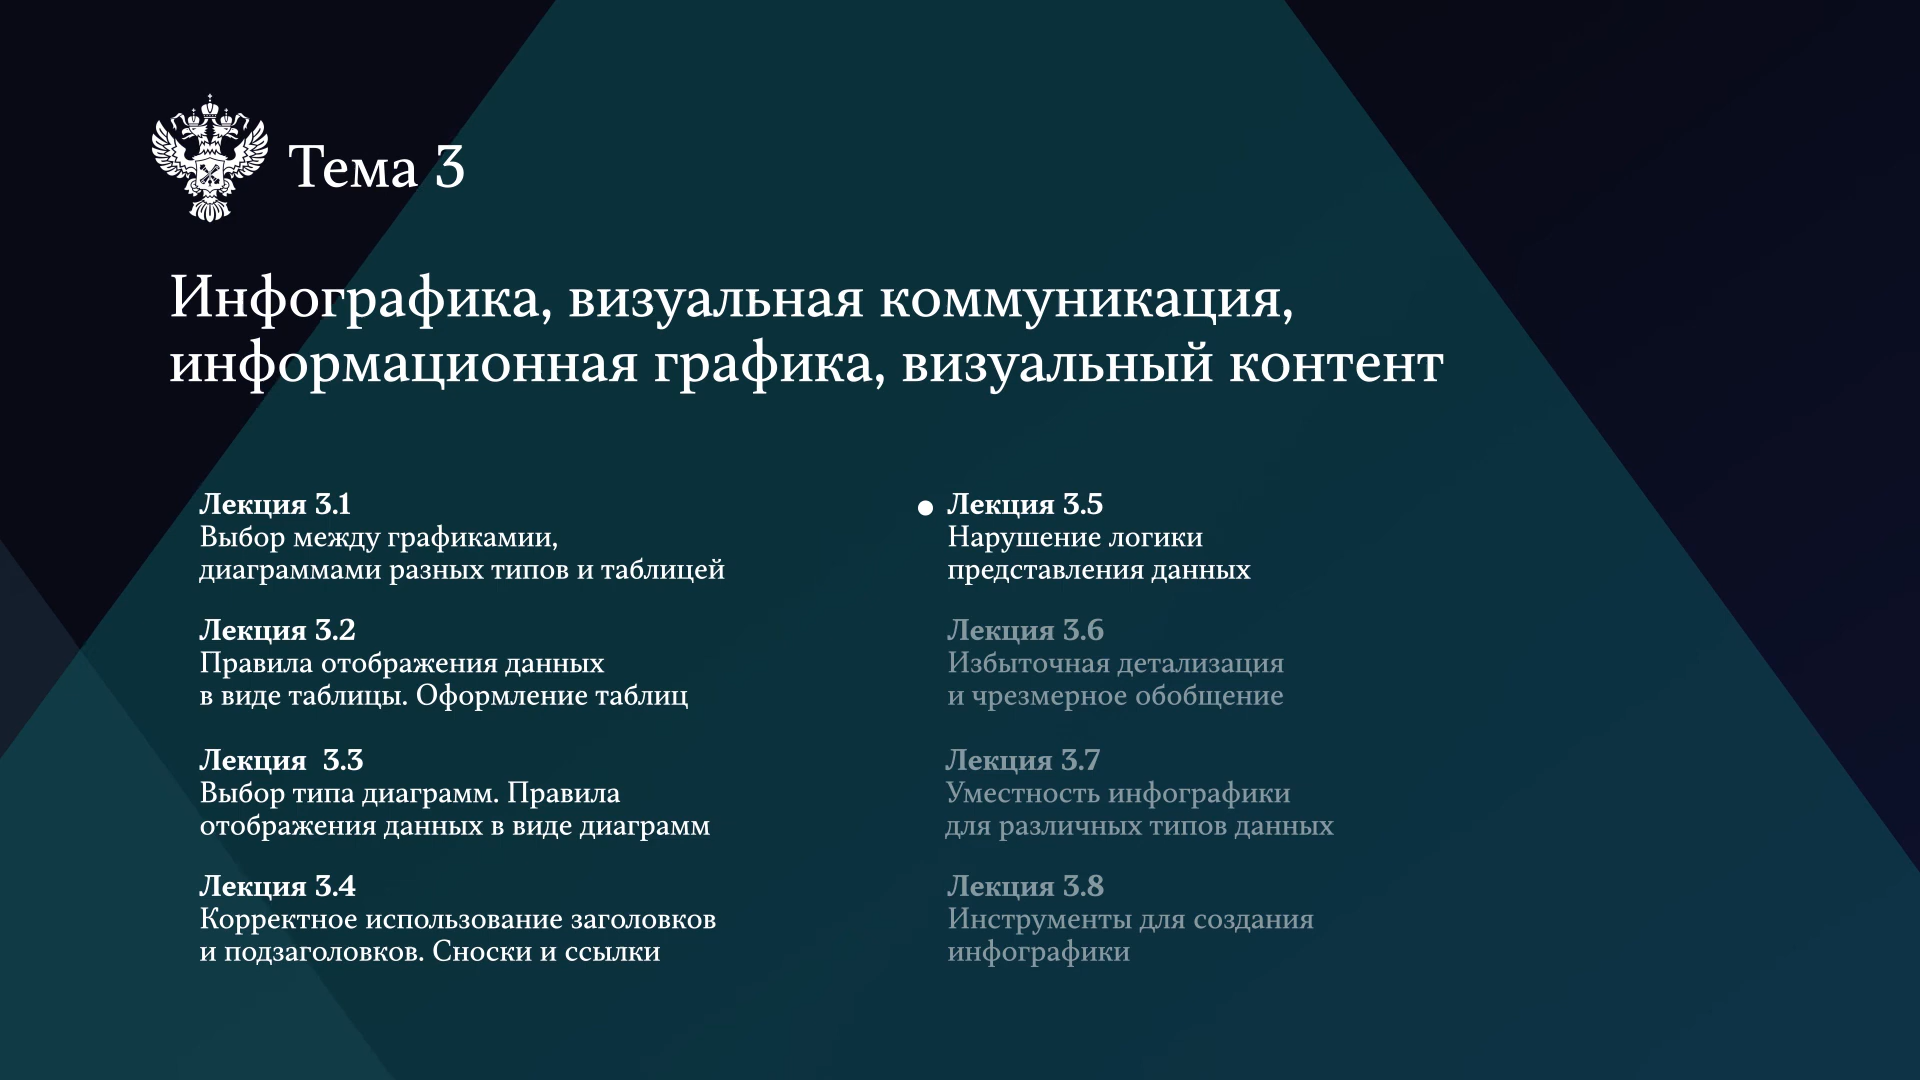 Тема 3
Инфографика, визуальная коммуникация,
информационная графика, визуальный контент
Лекция 3.1
Выбор между графикамии,
диаграммами разных типов и таблицей
Лекция 3.2
Правила отображения данных
в виде таблицы. Оформление таблиц
Лекция 3.3
Выбор типа диаграмм. Правила
отображения данных в виде диаграмм
Лекция 3.4
Корректное использование заголовков
и подзаголовков. Сноски и ссылки
Лекция 3.5
Нарушение логики
представления данных
Лекция 3.6
Избыточная детализация
и чрезмерное обобщение
Лекция 3.7
Уместность инфографики
для различных типов данных
Лекция 3.8
Инструменты для создания
инфографики